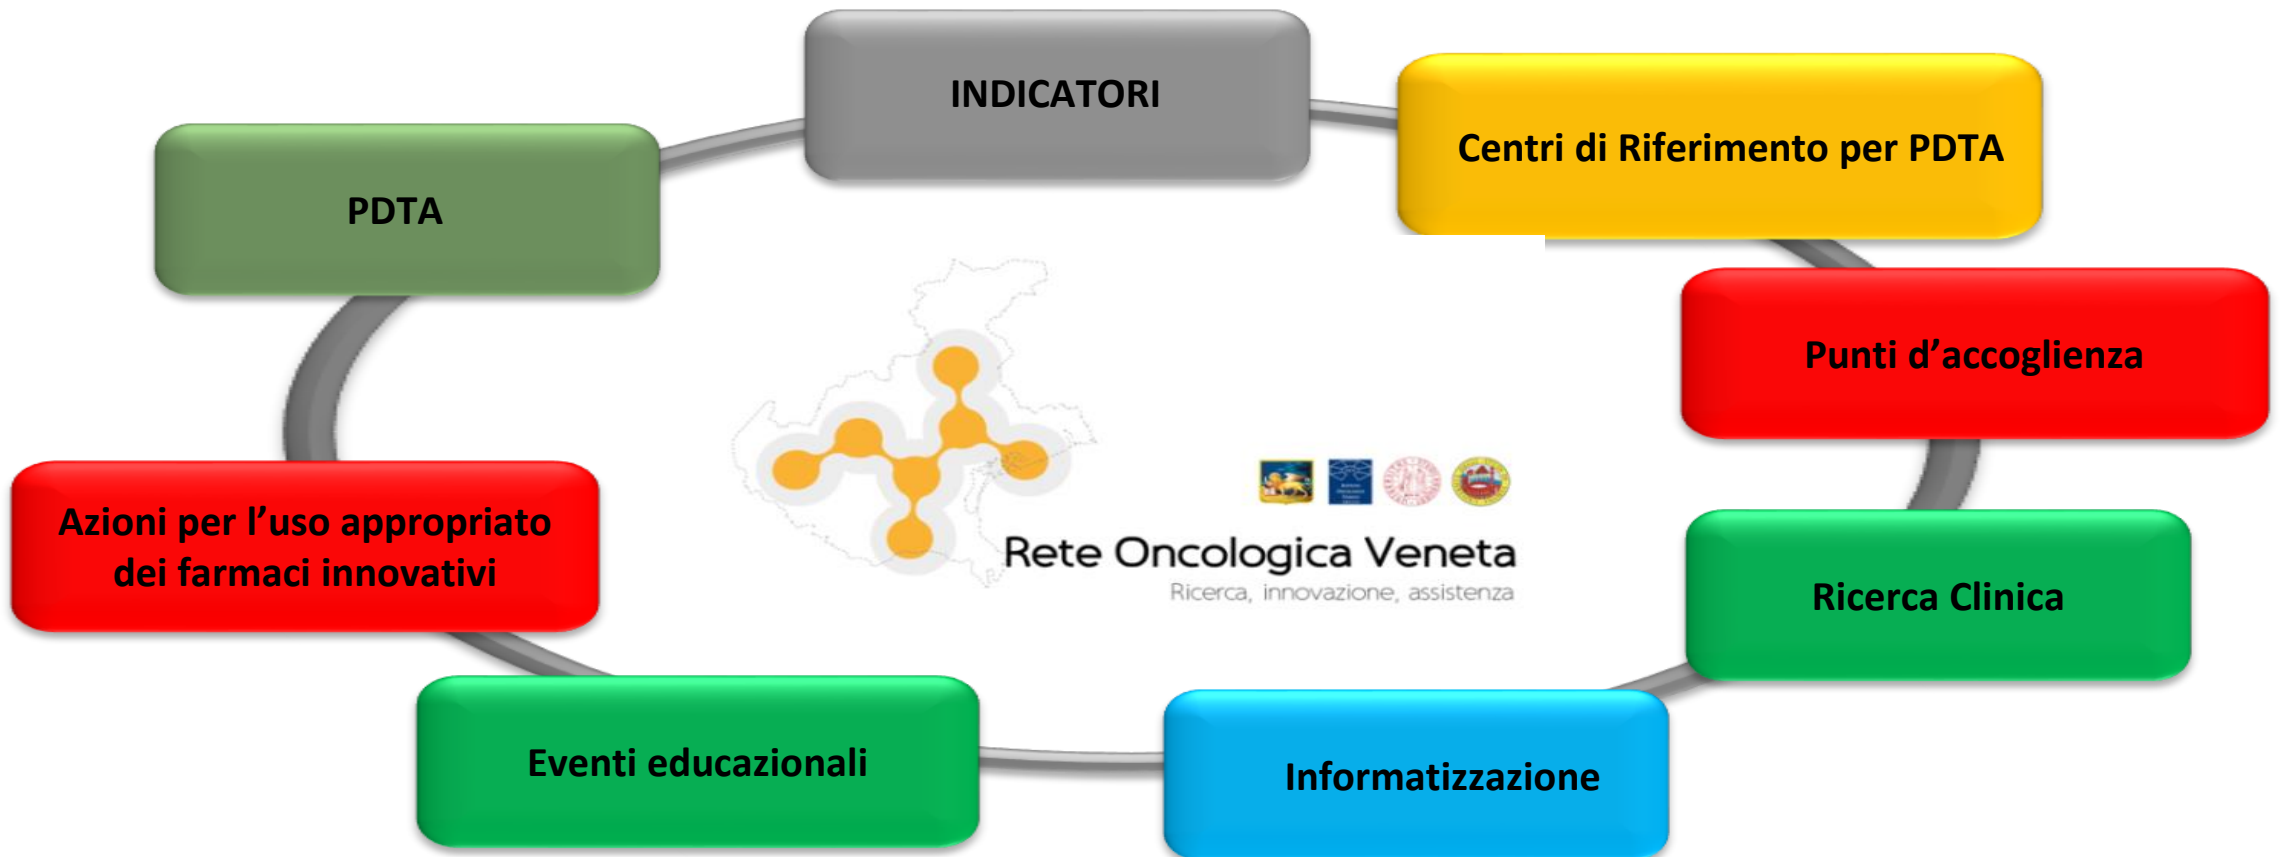 INDICATORI
Centri di Riferimento per PDTA
PDTA
Punti d’accoglienza
Azioni per l’uso appropriato
dei farmaci innovativi
Rete Oncologica Veneta
Ricerca, innovazione, assistenza
Ricerca Clinica
Eventi educazionali
Informatizzazione